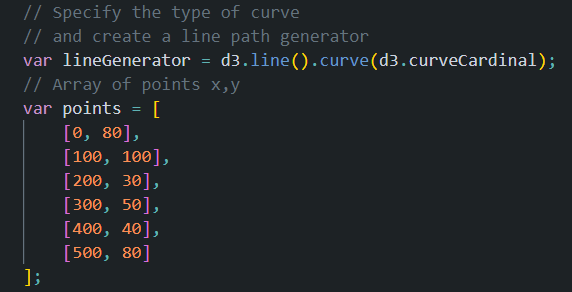 // Specify the type of curve
// and create a line path generator
var lineGenerator = d3.line().curve(d3.curveCardinal);
// Array of points x,y
var points = [
    [0, 80],
    [100, 100],
    [200, 30],
    [300, 50],
    [400, 40],
    [500, 80]
];